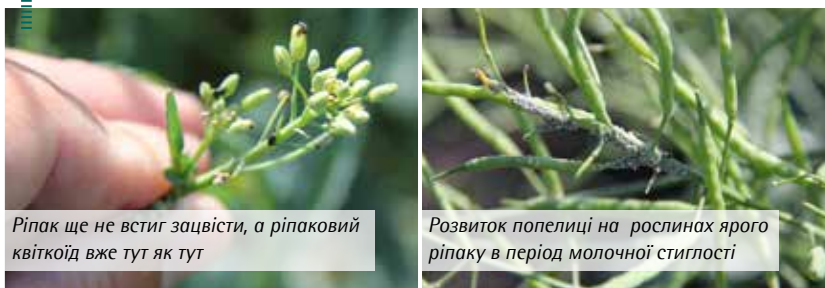 Ріпак ще не встиг зацвісти, а ріпаковий
квіткоїд вже тут як тут
Розвиток попелиці на рослинах ярого
ріпаку в період молочної стиглості